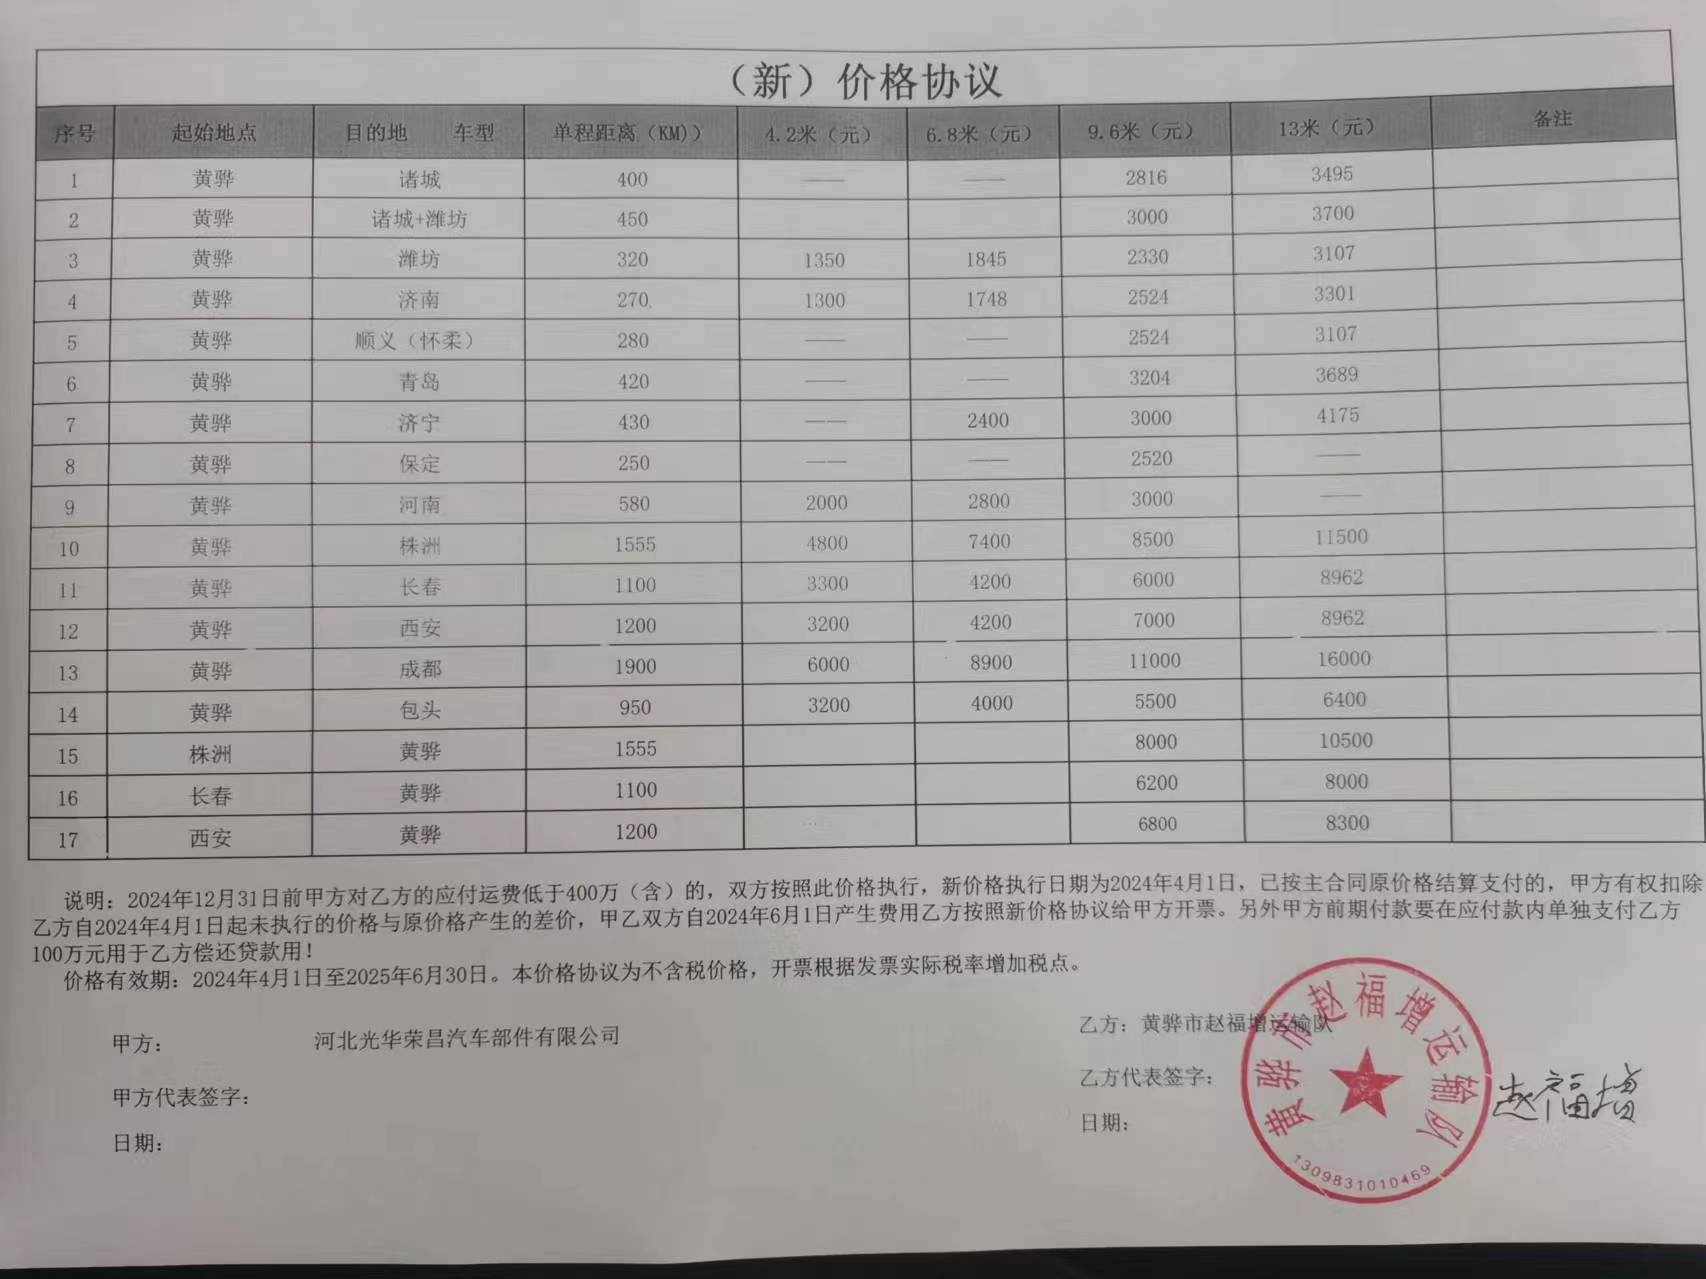 （新）价格协议
序号 起始地点 目的地 车型 单程距离（KM)） 4.2米（元） 6.8米（元） 9.6米（元） 13米（元） 备注
1 黄骅 诸城 400 —— —— 2816 3495
2 黄骅 诸城+潍坊 450 3000 3700
3 黄骅 潍坊 320 1350 1845 2330 3107
4 黄骅 济南 270 1300 1748 2524 3301
5 黄骅 顺义（怀柔） 280 —— —— 2524 3107
6 黄骅 青岛 420 —— —— 3204 3689
7 黄骅 济宁 430 —— 2400 3000 4175
8 黄骅 保定 250 —— —— 2520 ——
9 黄骅 河南 580 2000 2800 3000 ——
10 黄骅 株洲 1555 4800 7400 8500 11500
11 黄骅 长春 1100 3300 4200 6000 8962
12 黄骅 西安 1200 3200 4200 7000 8962
13 黄骅 成都 1900 6000 8900 11000 16000
14 黄骅 包头 950 3200 4000 5500 6400
15 株洲 黄骅 1555 8000 10500
16 长春 黄骅 1100 6200 8000
17 西安 黄骅 1200 6800 8300
说明：2024年12月31日前甲方对乙方的应付运费低于400万（含）的，双方按照此价格执行，新价格执行日期为2024年4月1日，已按主合同原价格结算支付的，甲方有权扣除
乙方自2024年4月1日起未执行的价格与原价格产生的差价，甲乙双方自2024年6月1日产生费用乙方按照新价格协议给甲方开票。另外甲方前期付款要在应付款内单独支付乙方
100万元用于乙方偿还贷款用！
价格有效期：2024年4月1日至2025年6月30日。本价格协议为不含税价格，开票根据发票实际税率增加税点。
甲方： 河北光华荣昌汽车部件有限公司
乙方：黄骅市赵福增运输队
甲方代表签字：
乙方代表签字： 赵福增
日期：
日期：
黄骅市赵福增运输队
1309831010469